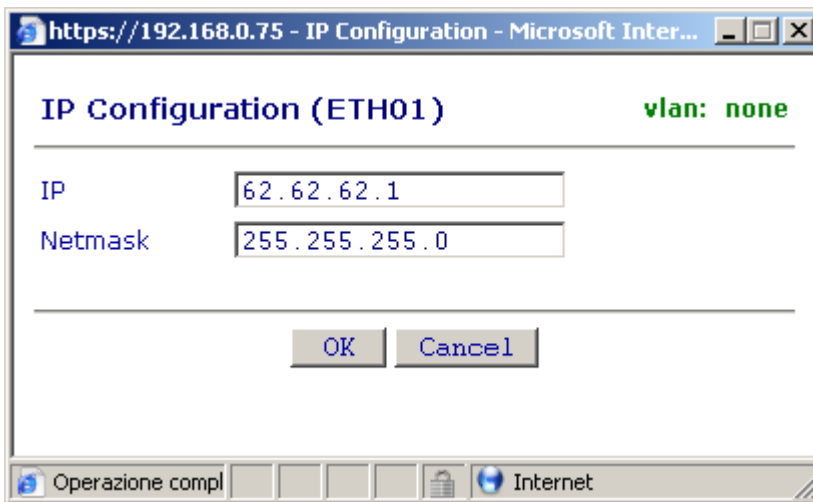 https://192.168.0.75 - IP Configuration - Microsoft Inter...
IP Configuration (ETH01) vlan: none
IP 62.62.62.1
Netmask 255.255.255.0
OK Cancel
Operazione compl Internet